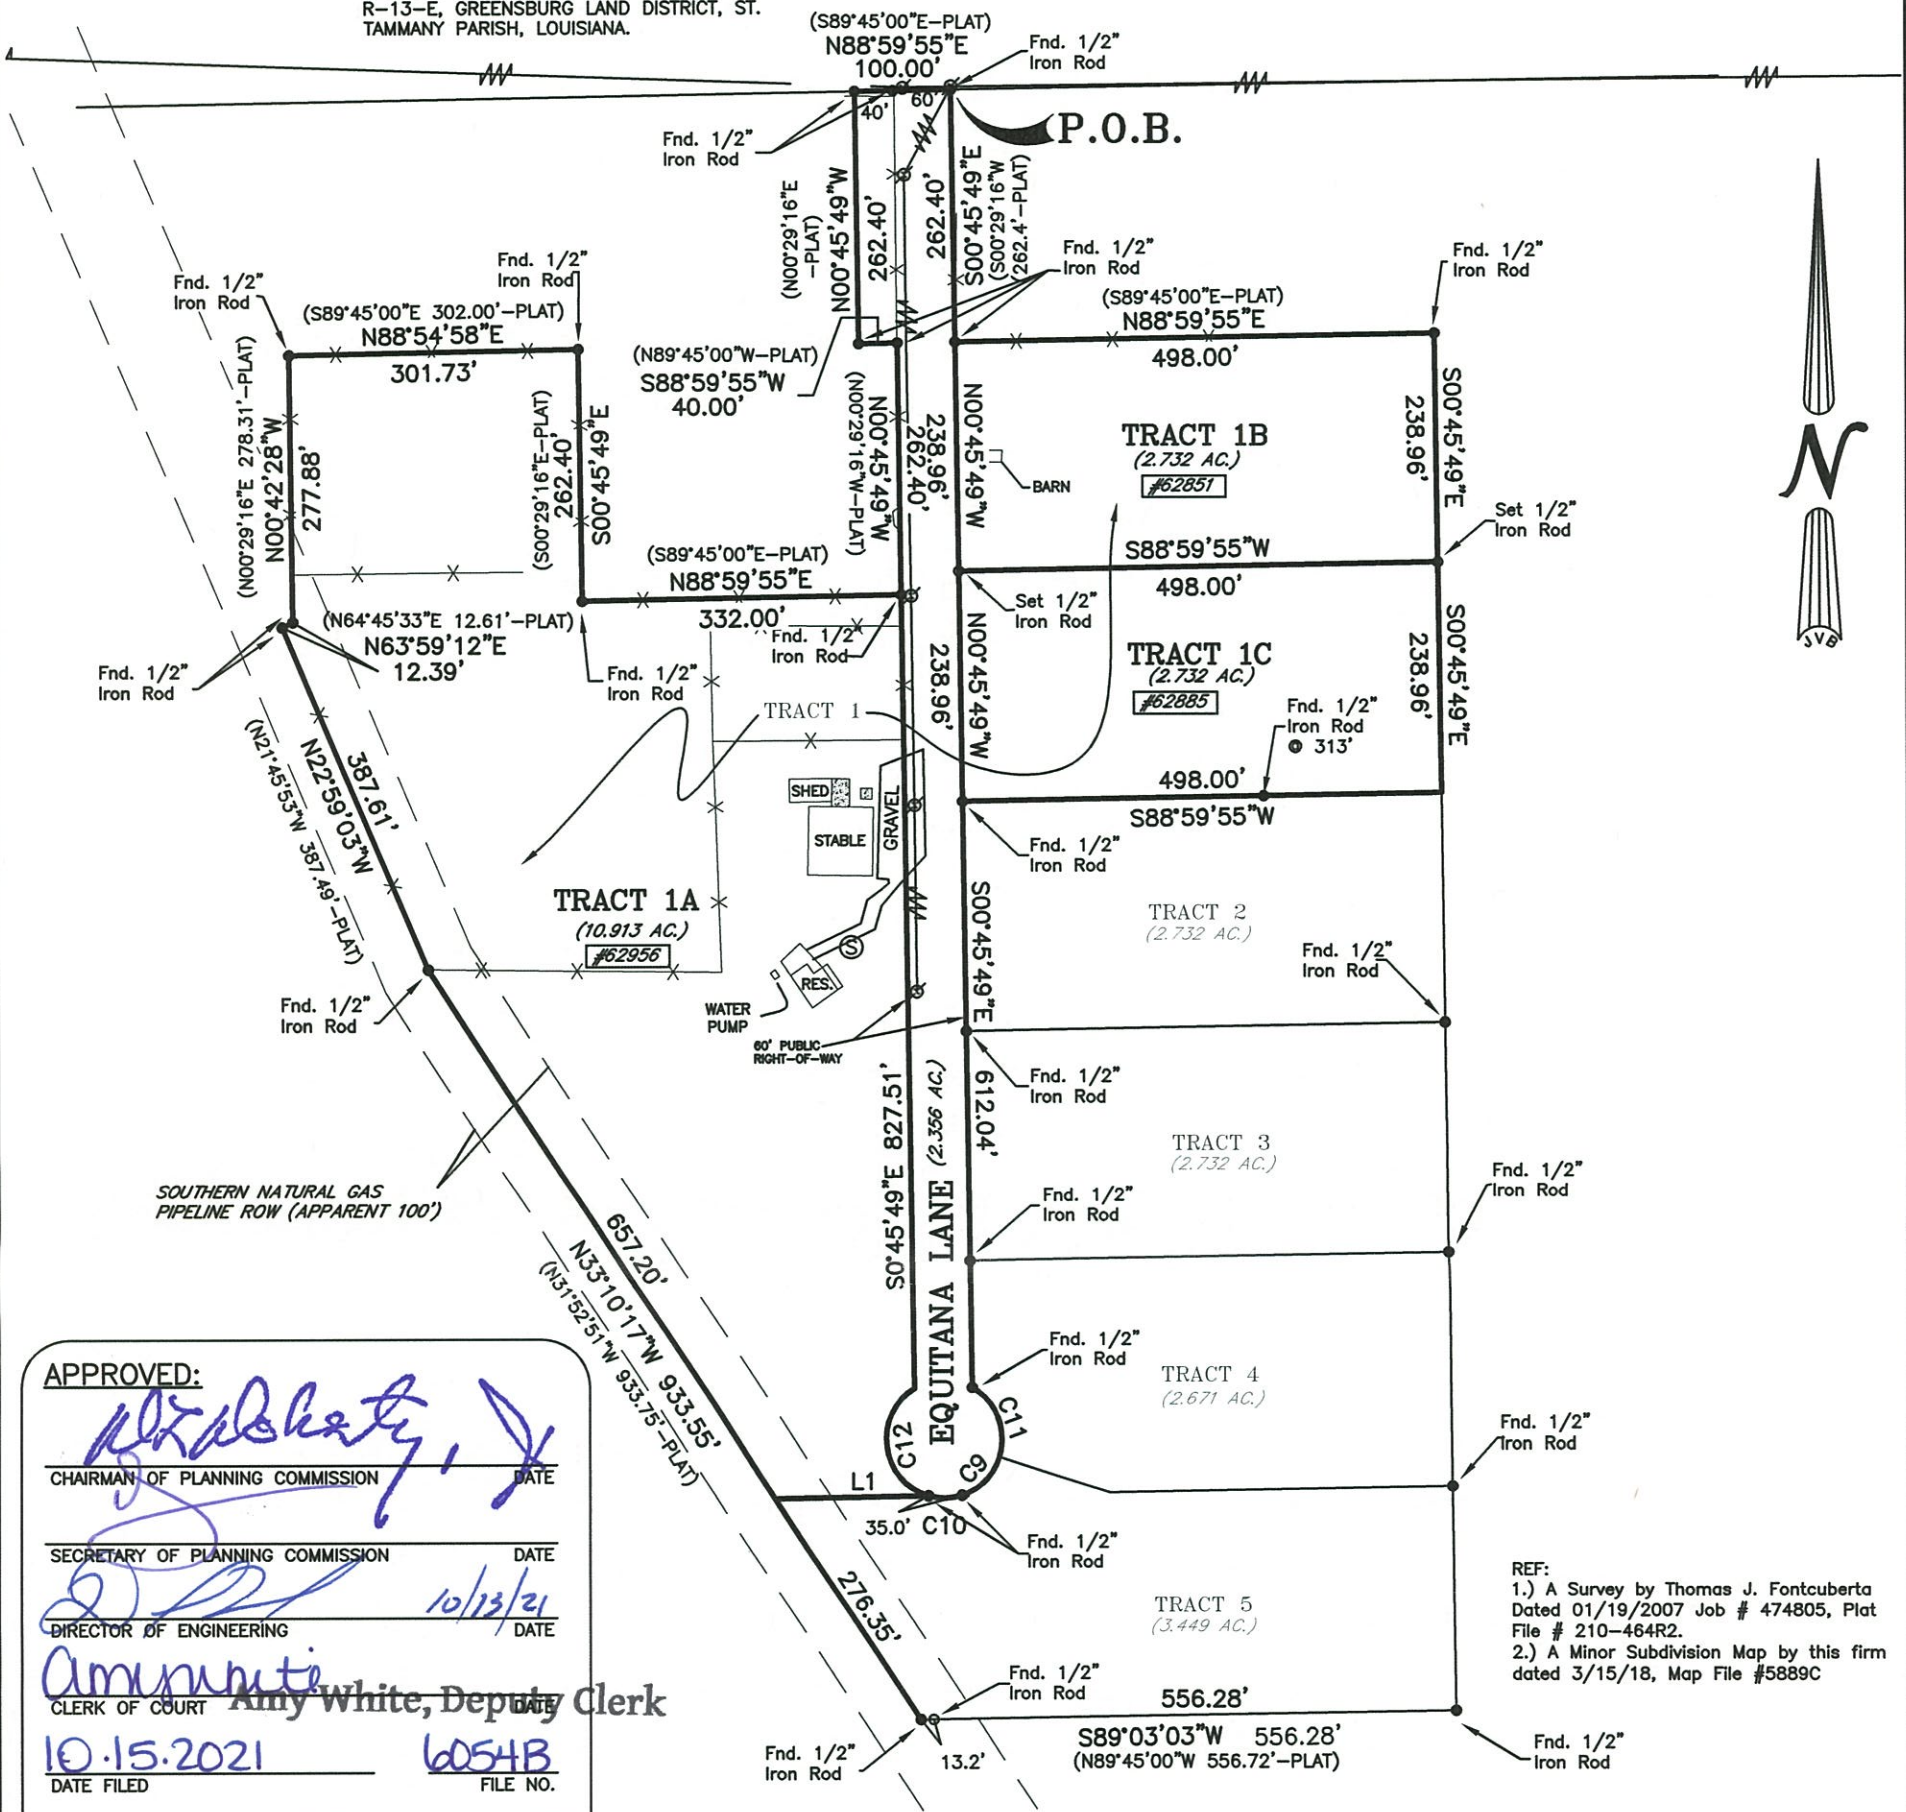 R-13-E, GREENSBURG LAND DISTRICT, ST.
TAMMANY PARISH, LOUISIANA.
(S89°45'00"E-PLAT)
N88°59'55"E
100.00'
Fnd. 1/2"
Iron Rod
40'
60'
P.O.B.
Fnd. 1/2"
Iron Rod
(N00°29'16"E
-PLAT)
N00°45'49"W
262.40'
262.40'
S00°45'49"E
(S00°29'16"W
262.4'-PLAT)
Fnd. 1/2"
Iron Rod
Fnd. 1/2"
Iron Rod
Fnd. 1/2"
Iron Rod
Fnd. 1/2"
Iron Rod
(S89°45'00"E 302.00'-PLAT)
N88°54'58"E
301.73'
(S89°45'00"E-PLAT)
N88°59'55"E
498.00'
(N89°45'00"W-PLAT)
S88°59'55"W
40.00'
(N00°29'16"E 278.31'-PLAT)
N00°42'28"W
277.88'
(S00°29'16"E-PLAT)
262.40'
S00°45'49"E
(N00°29'16"W-PLAT)
N00°45'49"W
262.40'
238.96'
N00°45'49"W
BARN
TRACT 1B
(2.732 AC.)
#62851
238.96'
S00°45'49"E
Set 1/2"
Iron Rod
S88°59'55"W
498.00'
(S89°45'00"E-PLAT)
N88°59'55"E
332.00'
Set 1/2"
Iron Rod
(N64°45'33"E 12.61'-PLAT)
N63°59'12"E
12.39'
Fnd. 1/2"
Iron Rod
Fnd. 1/2"
Iron Rod
Fnd. 1/2"
Iron Rod
238.96'
N00°45'49"W
TRACT 1C
(2.732 AC.)
#62885
238.96'
S00°45'49"E
Fnd. 1/2"
Iron Rod
@ 313'
TRACT 1
498.00'
S88°59'55"W
(N21°45'53"W 387.49'-PLAT)
N22°59'03"W
387.61'
SHED
STABLE
GRAVEL
Fnd. 1/2"
Iron Rod
TRACT 1A
(10.913 AC.)
#62956
S
RES.
WATER
PUMP
60' PUBLIC
RIGHT-OF-WAY
S00°45'49"E
612.04'
TRACT 2
(2.732 AC.)
Fnd. 1/2"
Iron Rod
Fnd. 1/2"
Iron Rod
Fnd. 1/2"
Iron Rod
S0°45'49"E 827.51'
EQUITANA LANE (2.356 AC.)
TRACT 3
(2.732 AC.)
Fnd. 1/2"
Iron Rod
Fnd. 1/2"
Iron Rod
SOUTHERN NATURAL GAS
PIPELINE ROW (APPARENT 100')
657.20'
N33°10'17"W 933.55'
(N31°52'51"W 933.75'-PLAT)
Fnd. 1/2"
Iron Rod
TRACT 4
(2.671 AC.)
C11
C12
C9
L1
35.0'
C10
Fnd. 1/2"
Iron Rod
Fnd. 1/2"
Iron Rod
276.35'
TRACT 5
(3.449 AC.)
Fnd. 1/2"
Iron Rod
556.28'
S89°03'03"W 556.28'
(N89°45'00"W 556.72'-PLAT)
Fnd. 1/2"
Iron Rod
13.2'
Fnd. 1/2"
Iron Rod
N
JVB
REF:
1.) A Survey by Thomas J. Fontcuberta
Dated 01/19/2007 Job # 474805, Plat
File # 210-464R2.
2.) A Minor Subdivision Map by this firm
dated 3/15/18, Map File #5889C
APPROVED:
CHAIRMAN OF PLANNING COMMISSION DATE
SECRETARY OF PLANNING COMMISSION DATE
10/13/21
DIRECTOR OF ENGINEERING DATE
Amy White, Deputy Clerk
CLERK OF COURT DATE
10.15.2021 6054B
DATE FILED FILE NO.